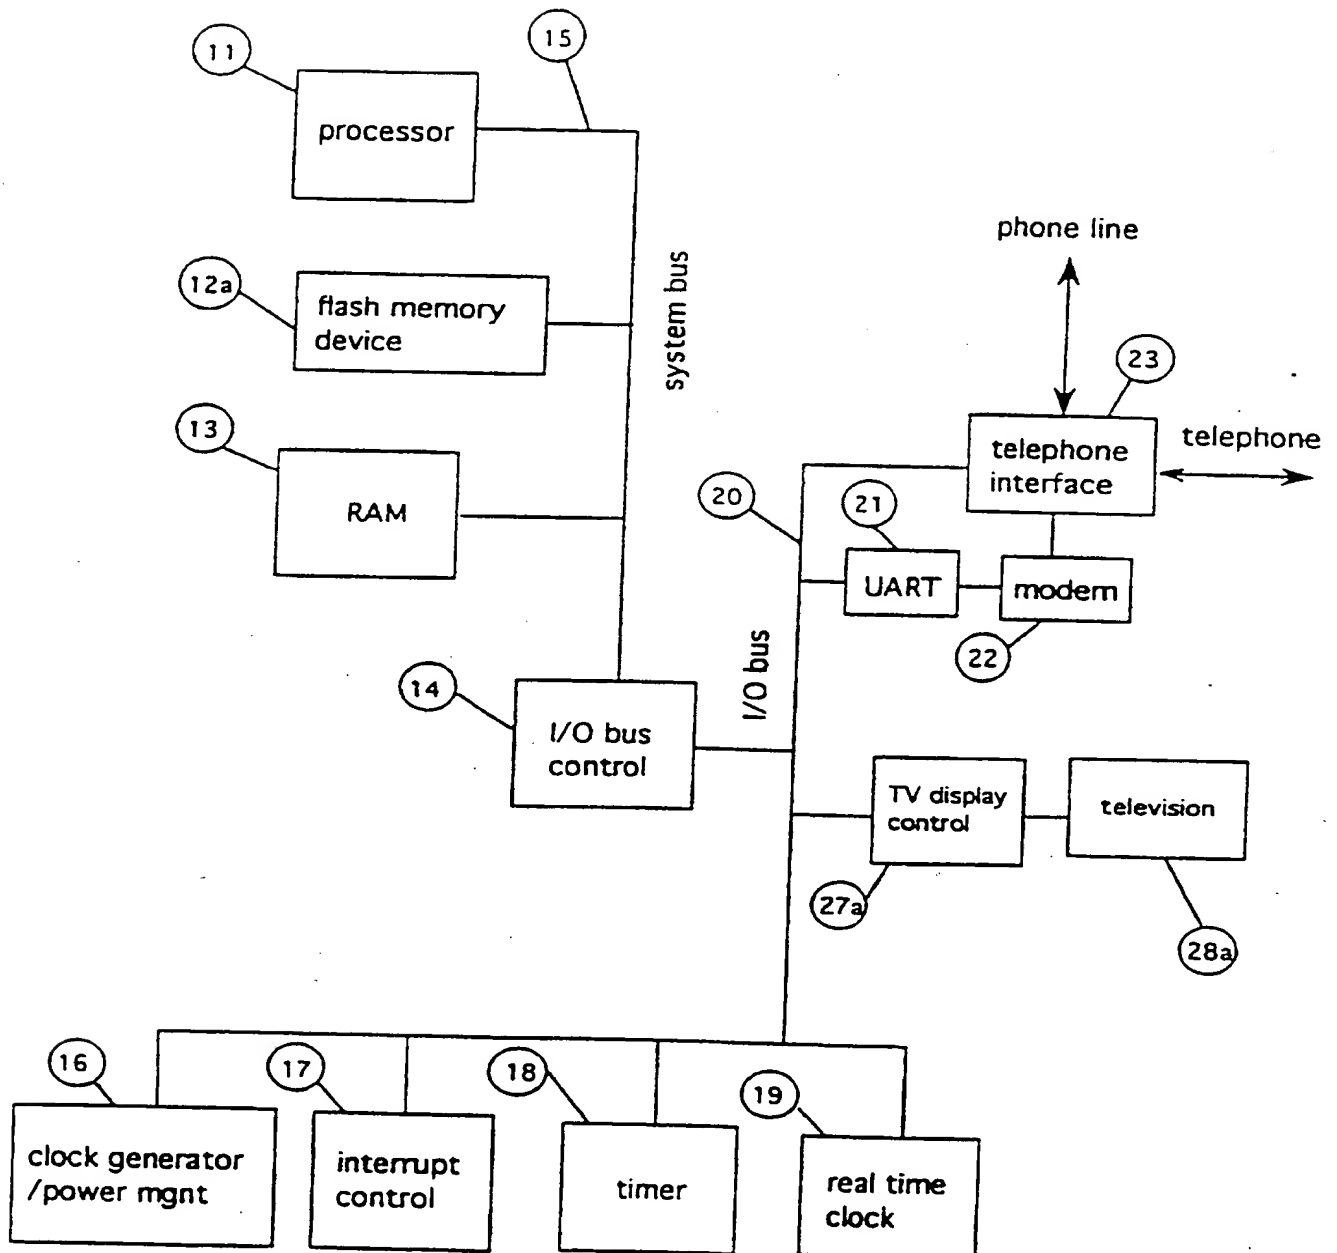 11
15
processor
phone line
12a
flash memory
device
system bus
23
13
telephone
telephone
interface
20
21
RAM
UART
modem
22
I/O bus
14
I/O bus
control
TV display
control
television
27a
28a
16
17
18
19
clock generator
/power mgnt
interrupt
control
timer
real time
clock